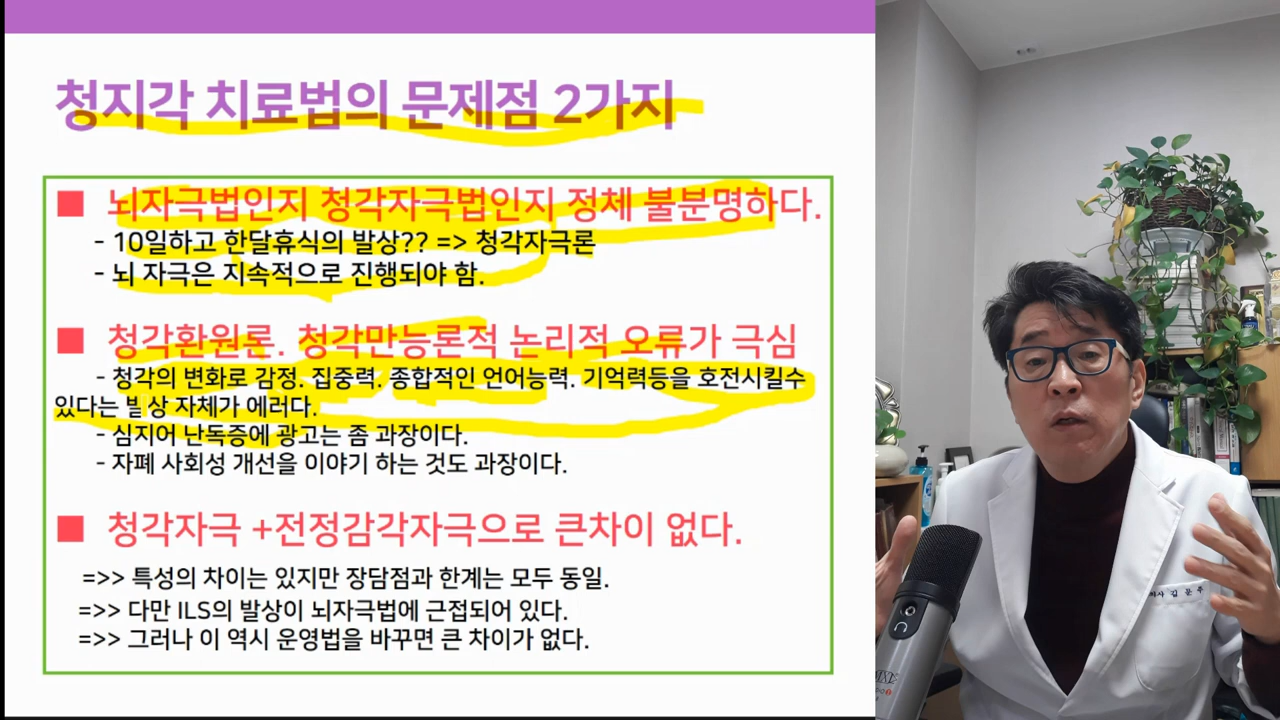 청지각 치료법의 문제점 2가지
■ 뇌자극법인지 청각자극법인지 정체 불분명하다.
- 10일하고 한달휴식의 발상?? => 청각자극론
- 뇌 자극은 지속적으로 진행되야 함.
■ 청각환원론. 청각만능론적 논리적 오류가 극심
- 청각의 변화로 감정. 집중력. 종합적인 언어능력. 기억력등을 호전시킬수
있다는 발상 자체가 에러다.
- 심지어 난독증에 광고는 좀 과장이다.
- 자폐 사회성 개선을 이야기 하는 것도 과장이다.
■ 청각자극 +전정감각자극으로 큰차이 없다.
=>> 특성의 차이는 있지만 장담점과 한계는 모두 동일.
=>> 다만 ILS의 발상이 뇌자극법에 근접되어 있다.
=>> 그러나 이 역시 운영법을 바꾸면 큰 차이가 없다.
김문주